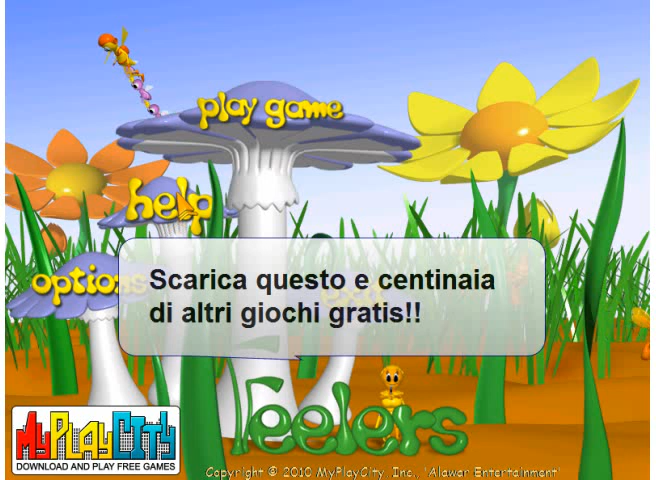 play game
help
options
Scarica questo e centinaia
di altri giochi gratis!!
exit
Feelers
MYPLAYCITY
DOWNLOAD AND PLAY FREE GAMES
Copyright © 2010 MyPlayCity, Inc., 'Alawar Entertainment'